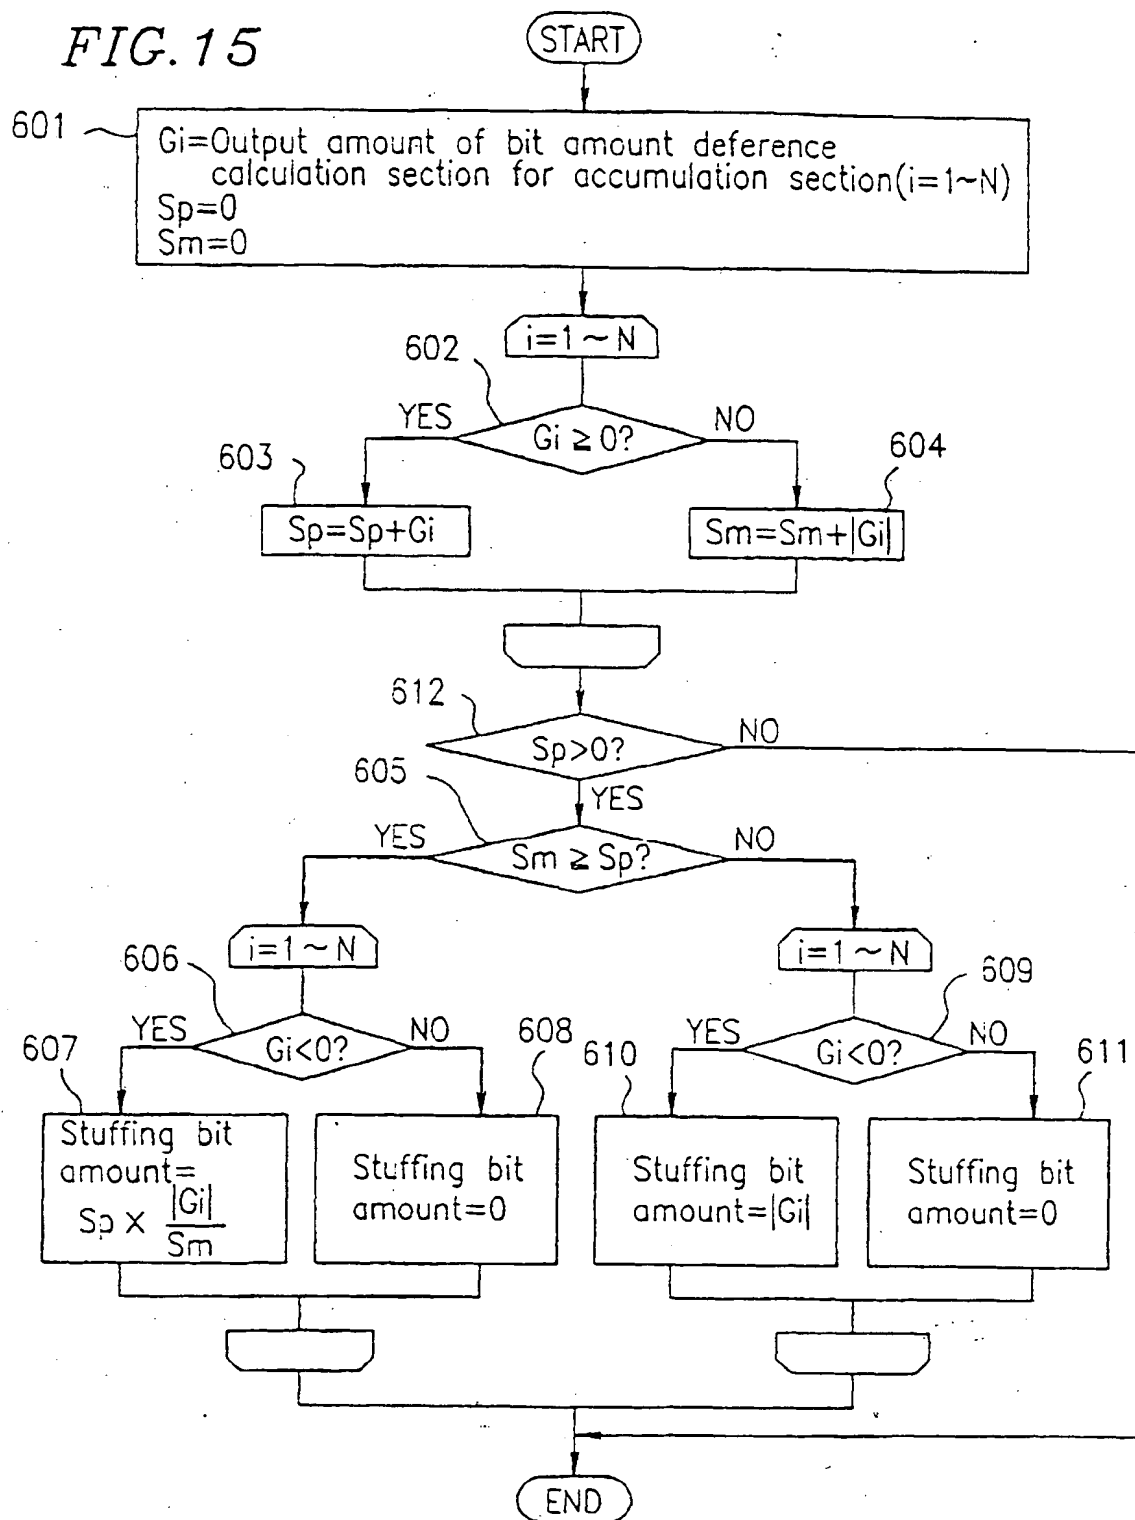 FIG.15
START
601
Gi=Output amount of bit amount deference
calculation section for accumulation section(i=1~N)
Sp=0
Sm=0
i=1~N
602
YES
NO
Gi≧0?
603
604
Sp=Sp+Gi
Sm=Sm+|Gi|
612
Sp>0?
NO
605
YES
YES
NO
Sm≧Sp?
i=1~N
i=1~N
606
609
YES
NO
YES
NO
Gi<0?
Gi<0?
607
608
610
611
Stuffing bit
amount=
Sp×|Gi|/Sm
Stuffing bit
amount=0
Stuffing bit
amount=|Gi|
Stuffing bit
amount=0
END